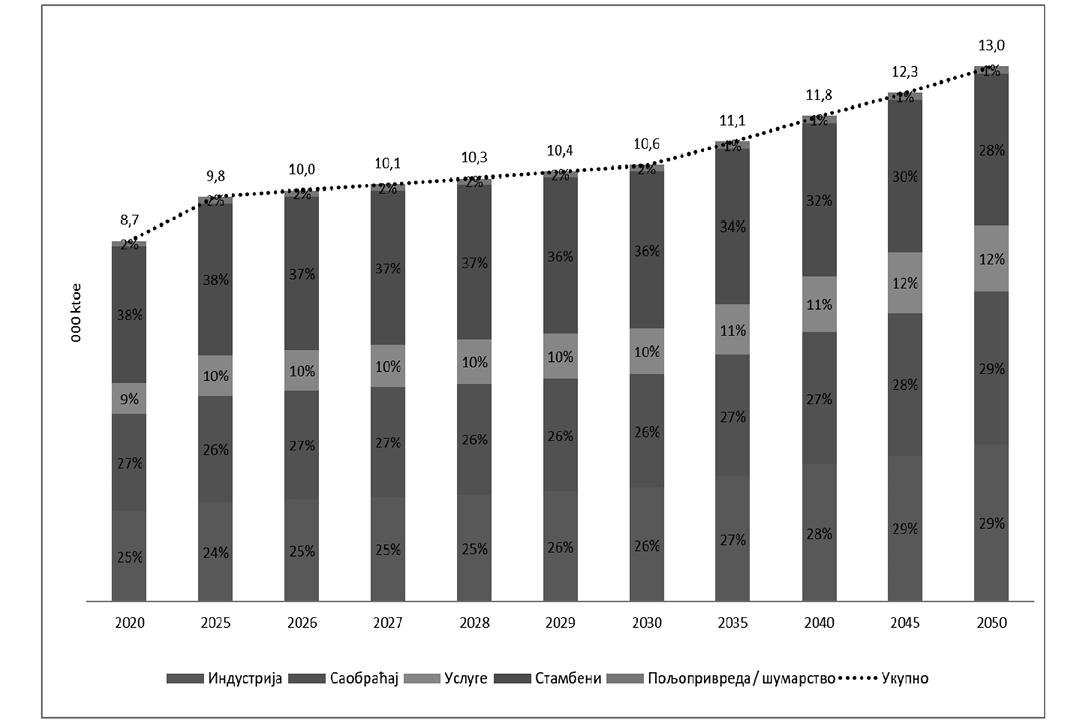 13,0
12,3
11,8
11,1
10,6
10,4
10,3
10,1
10,0
9,8
8,7
2% 2% 2% 2% 2% 2% 2% 1% 1% 1% 1%
38% 38% 37% 37% 37% 36% 36% 34% 32% 30% 28%
9% 10% 10% 10% 10% 10% 10% 11% 11% 12% 12%
27% 26% 27% 27% 26% 26% 26% 27% 27% 28% 29%
25% 24% 25% 25% 25% 26% 26% 27% 28% 29% 29%
000 ktoe
2020 2025 2026 2027 2028 2029 2030 2035 2040 2045 2050
Индустрија Саобраћај Услуге Стамбени Пољопривреда / шумарство Укупно